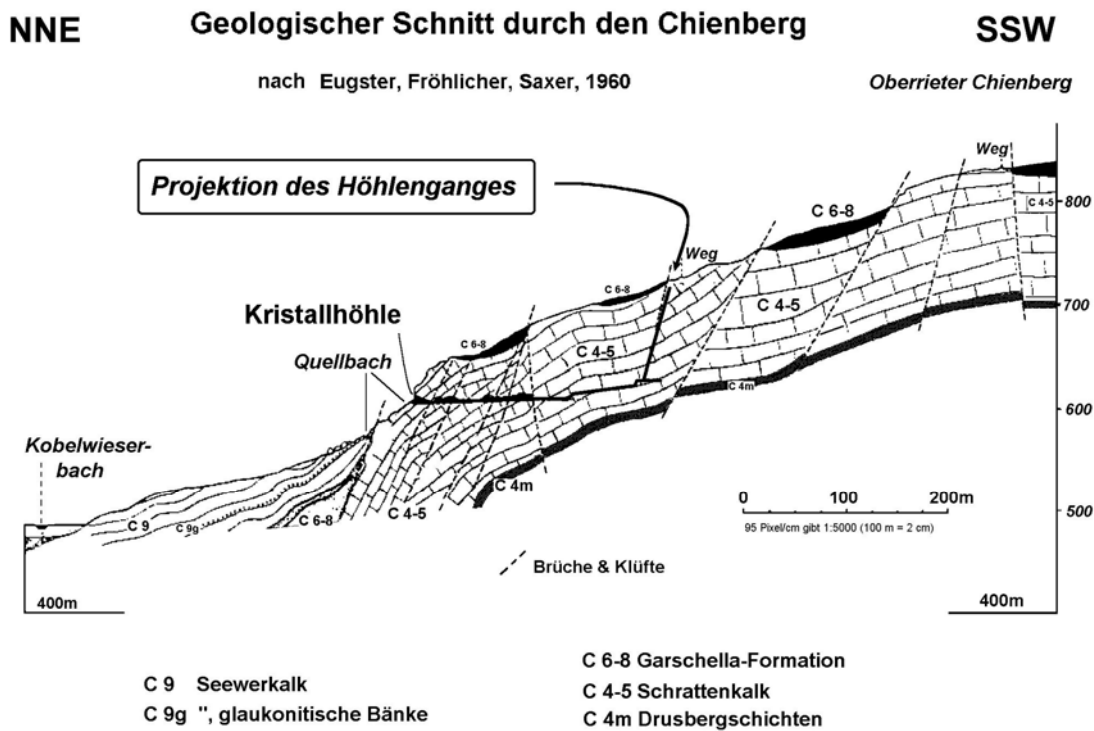 NNE
Geologischer Schnitt durch den Chienberg
SSW
nach Eugster, Fröhlicher, Saxer, 1960
Oberrieter Chienberg
Projektion des Höhlenganges
Weg
C 6-8
C 4-5
800
Weg
C 6-8
C 4-5
700
Kristallhöhle
C 6-8
C 4-5
Quellbach
C 4m
600
Kobelwieser-
bach
C 4m
0 100 200m
500
C 9
C 9g
C 6-8
C 4-5
95 Pixel/cm gibt 1:5000 (100 m = 2 cm)
Brüche & Klüfte
400m
400m
C 9 Seewerkalk
C 9g ", glaukonitische Bänke
C 6-8 Garschella-Formation
C 4-5 Schrattenkalk
C 4m Drusbergschichten